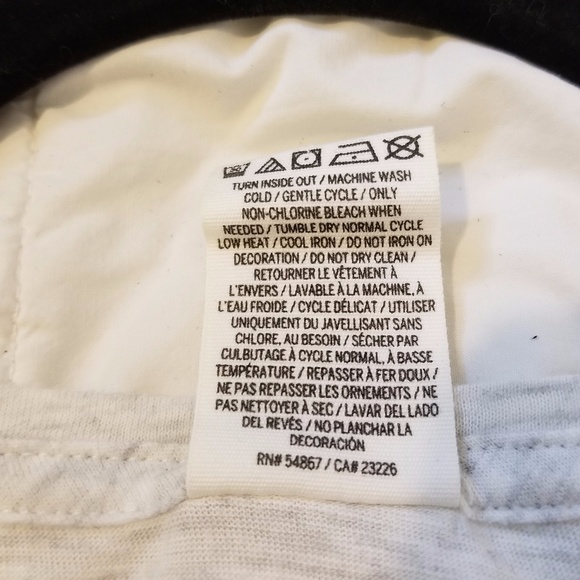 TURN INSIDE OUT / MACHINE WASH
COLD / GENTLE CYCLE / ONLY
NON-CHLORINE BLEACH WHEN
NEEDED / TUMBLE DRY NORMAL CYCLE
LOW HEAT / COOL IRON / DO NOT IRON ON
DECORATION / DO NOT DRY CLEAN /
RETOURNER LE VÊTEMENT À
L'ENVERS / LAVABLE À LA MACHINE, À
L'EAU FROIDE / CYCLE DÉLICAT / UTILISER
UNIQUEMENT DU JAVELLISANT SANS
CHLORE, AU BESOIN / SÉCHER PAR
CULBUTAGE À CYCLE NORMAL, À BASSE
TEMPÉRATURE / REPASSER À FER DOUX /
NE PAS REPASSER LES ORNEMENTS / NE
PAS NETTOYER À SEC / LAVAR DEL LADO
DEL REVÉS / NO PLANCHAR LA
DECORACIÓN
RN# 54867 / CA# 23226